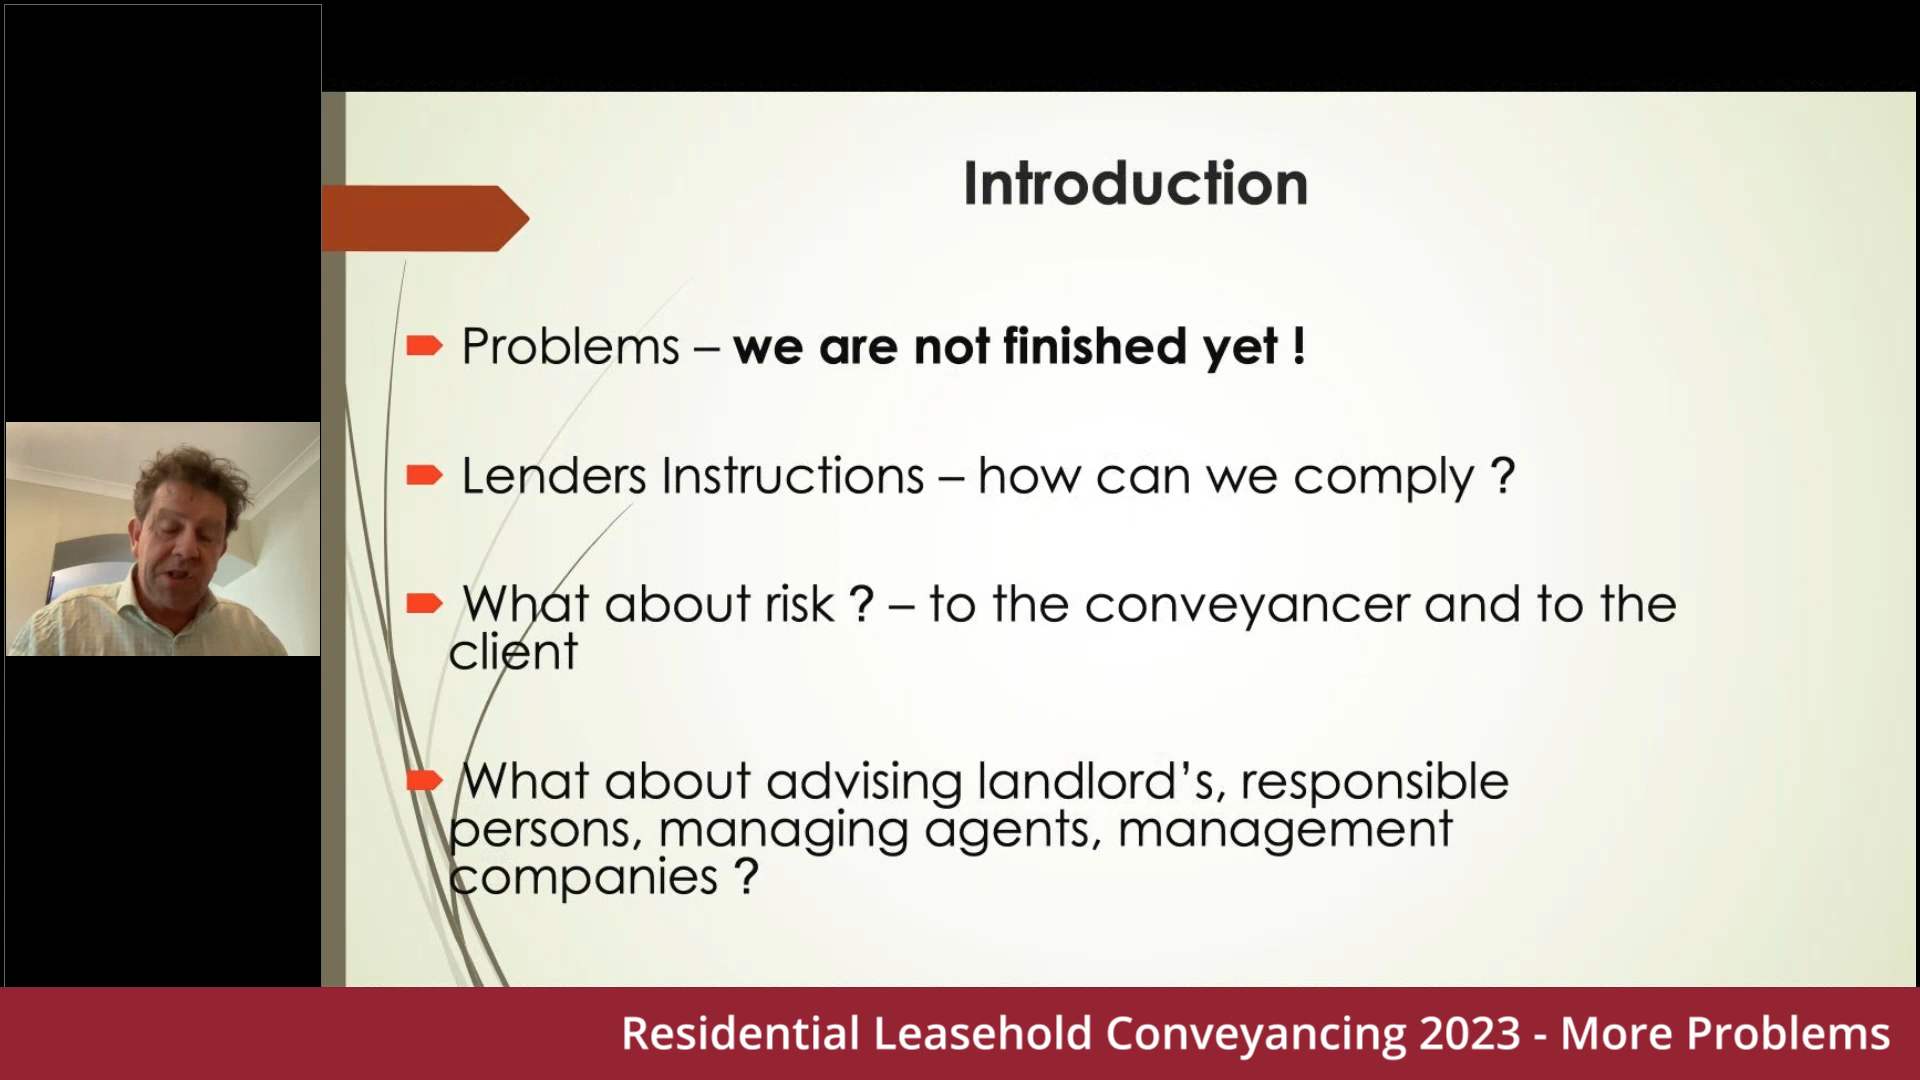 Introduction
Problems – we are not finished yet !
Lenders Instructions – how can we comply ?
What about risk ? – to the conveyancer and to the
client
What about advising landlord’s, responsible
persons, managing agents, management
companies ?
Residential Leasehold Conveyancing 2023 - More Problems